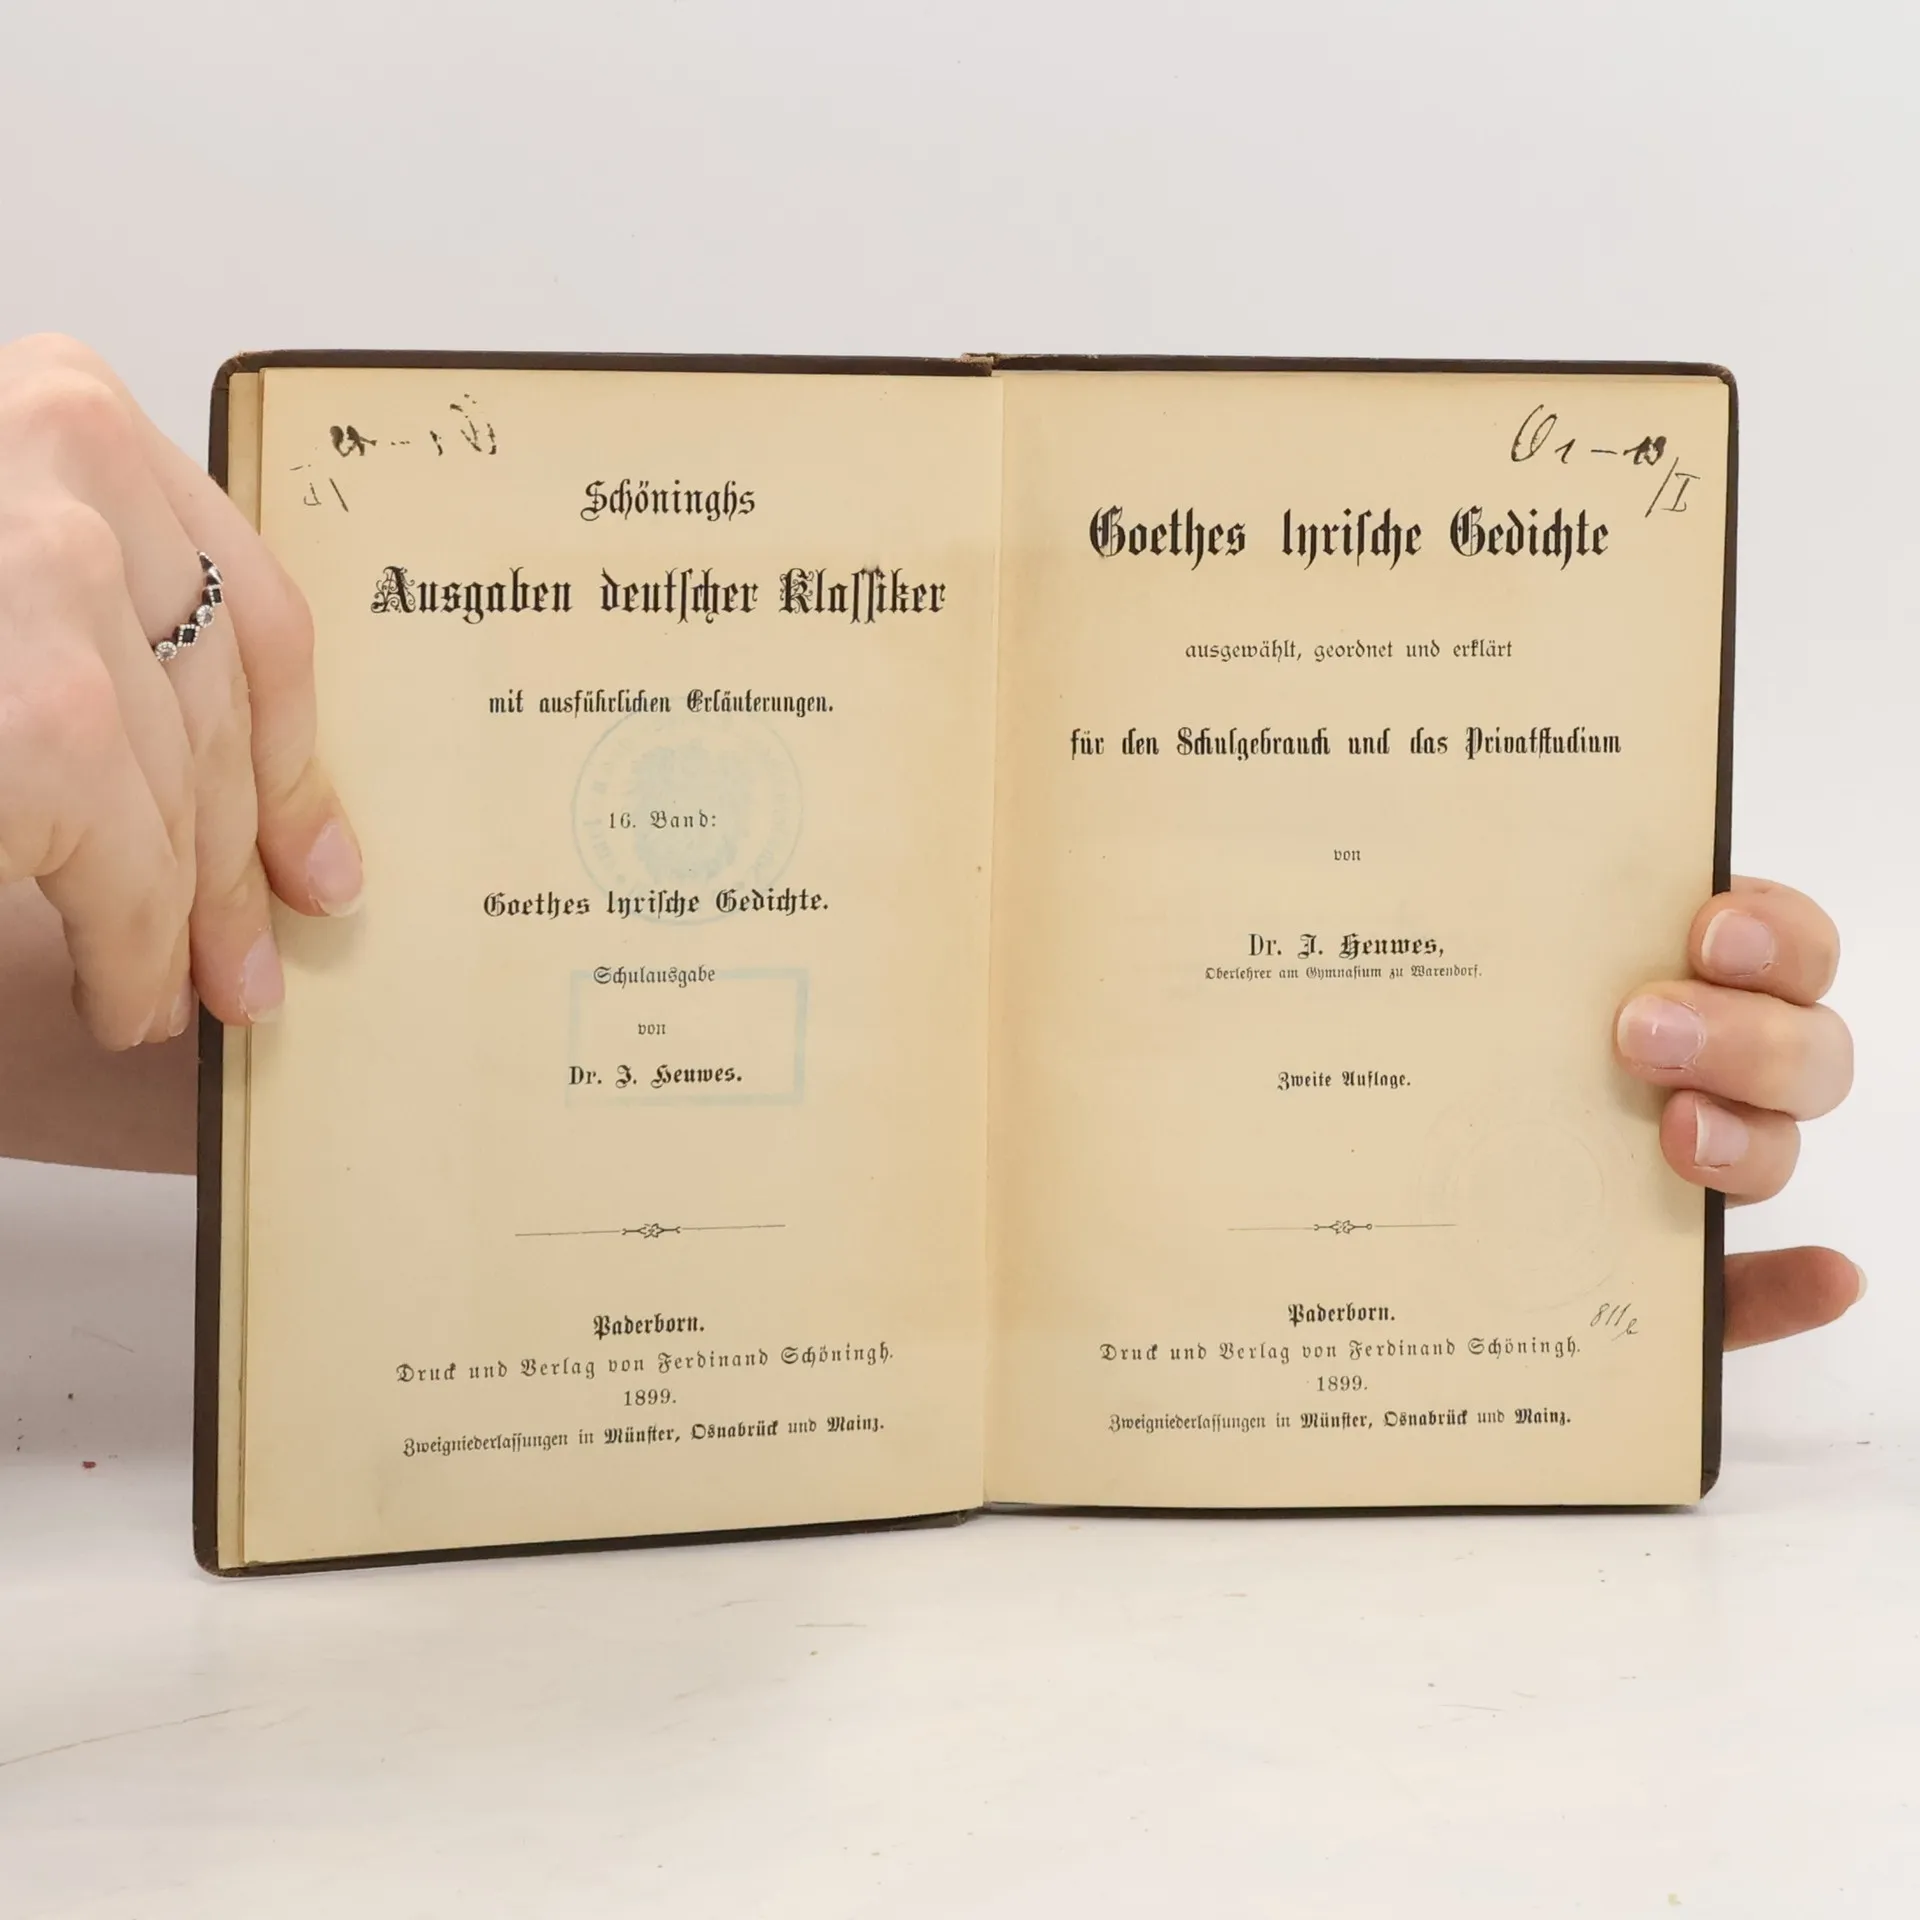 Schöninghs
Ausgaben deutscher Klassiker
mit ausführlichen Erläuterungen.
16. Band:
Goethes lyrische Gedichte.
Schulausgabe
von
Dr. J. Heuwes.
Paderborn.
Druck und Verlag von Ferdinand Schöningh.
1899.
Zweigniederlassungen in Münster, Osnabrück und Mainz.
Goethes lyrische Gedichte
ausgewählt, geordnet und erklärt
für den Schulgebrauch und das Privatstudium
von
Dr. J. Heuwes,
Oberlehrer am Gymnasium zu Warendorf.
Zweite Auflage.
Paderborn.
Druck und Verlag von Ferdinand Schöningh.
1899.
Zweigniederlassungen in Münster, Osnabrück und Mainz.